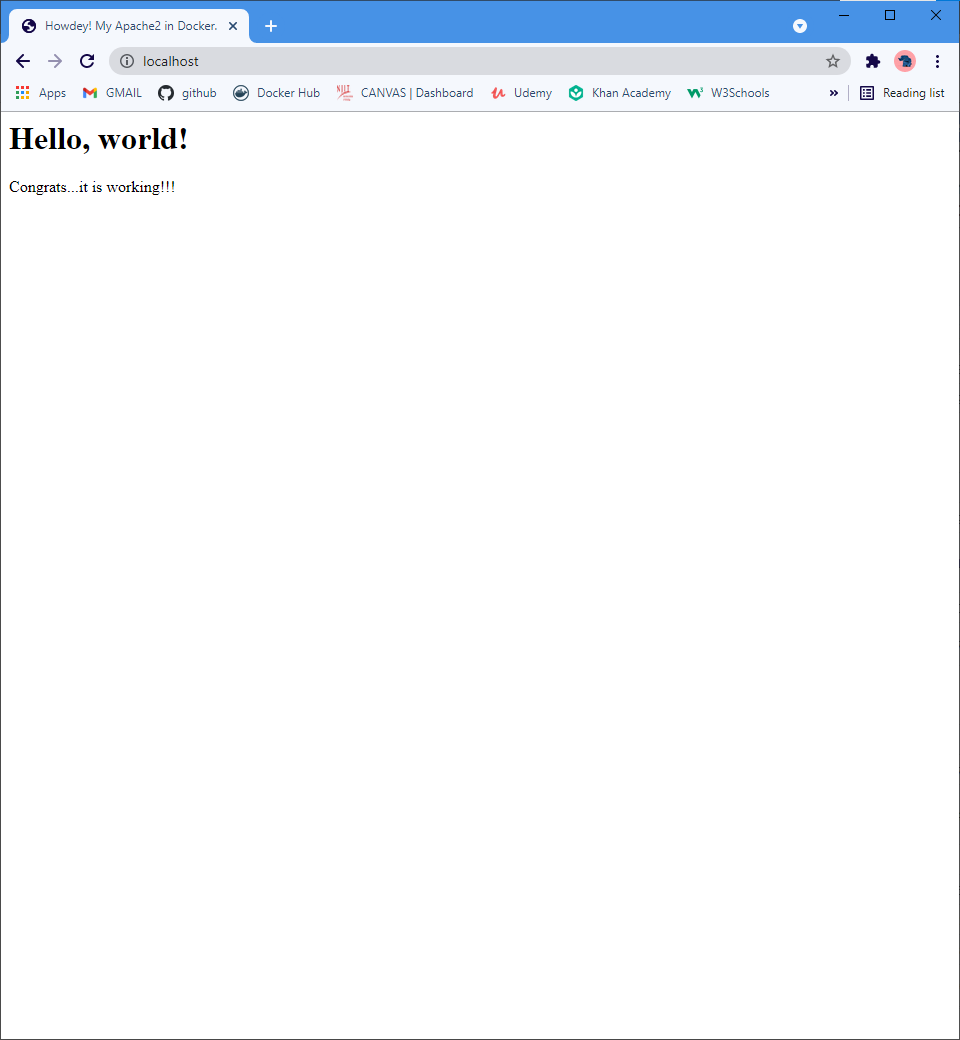 Howdey! My Apache2 in Docker.
localhost
Apps GMAIL github Docker Hub CANVAS | Dashboard Udemy Khan Academy W3Schools » Reading list
Hello, world!
Congrats...it is working!!!